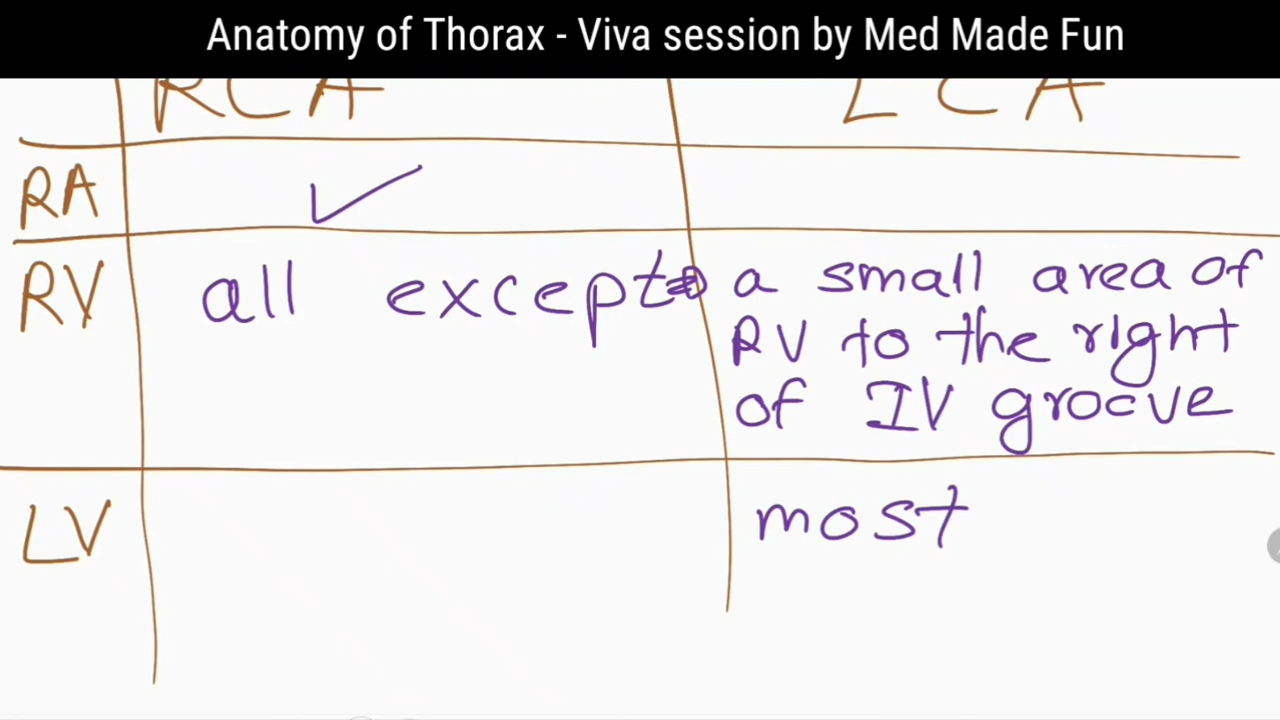 Anatomy of Thorax - Viva session by Med Made Fun
RCA LCA
RA
RV all except a small area of
RV to the right
of IV groove
LV most